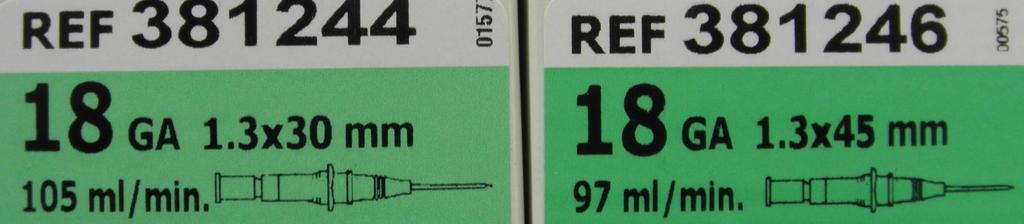 REF 381244
18 GA 1.3x30 mm
105 ml/min.
REF 381246
00575
18 GA 1.3x45 mm
97 ml/min.